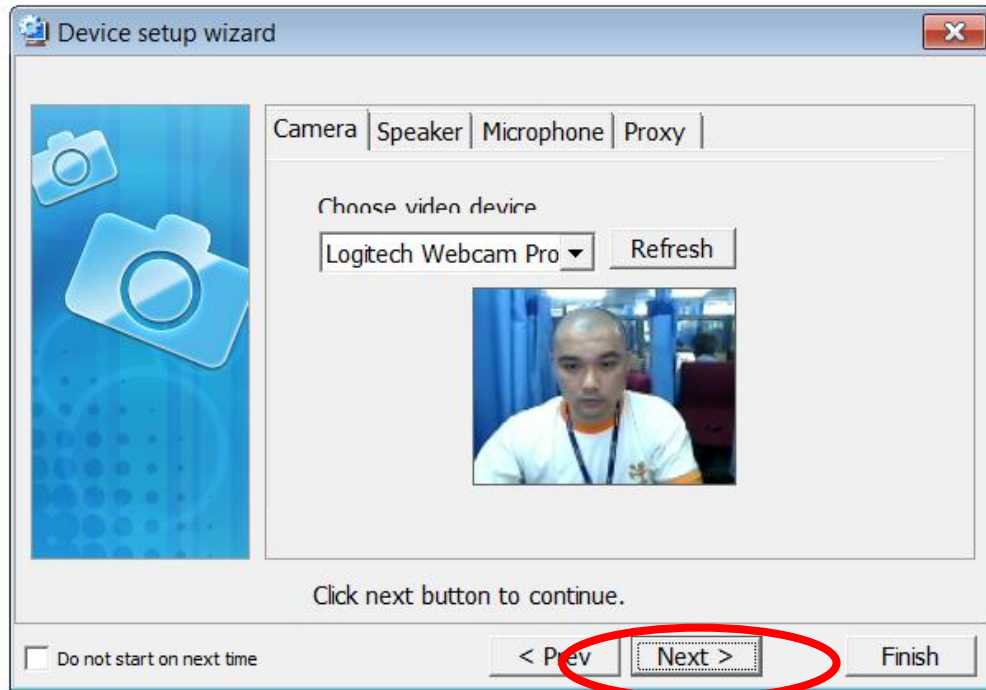 Device setup wizard
Camera Speaker Microphone Proxy
Choose video device
Logitech Webcam Pro Refresh
Click next button to continue.
Do not start on next time < Prev Next > Finish